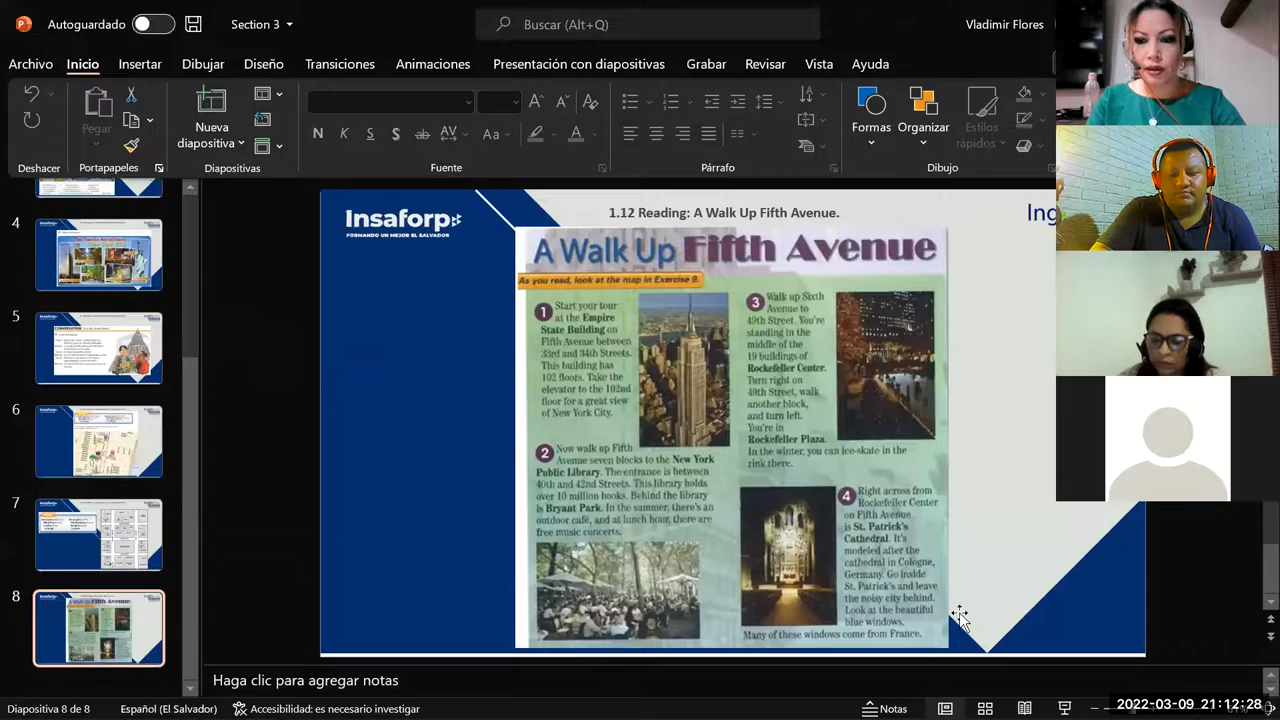 Autoguardado
Section 3
Buscar (Alt+Q)
Vladimir Flores
Archivo Inicio Insertar Dibujar Diseño Transiciones Animaciones Presentación con diapositivas Grabar Revisar Vista Ayuda
Pegar
Nueva diapositiva
N K S S ab AV Aa A
Formas Organizar Estilos rápidos
Deshacer Portapapeles Diapositivas Fuente Párrafo Dibujo
4
5
6
7
8
Insaforp
FORMANDO UN MEJOR EL SALVADOR
1.12 Reading: A Walk Up Fifth Avenue.
Ing
A Walk Up Fifth Avenue
As you read, look at the map in Exercise 9.
1 Start your tour
at the Empire
State Building on
Fifth Avenue between
33rd and 34th Streets.
This building has
102 floors. Take the
elevator to the 102nd
floor for a great view
of New York City.
2 Now walk up Fifth
Avenue seven blocks to the New York
Public Library. The entrance is between
40th and 42nd Streets. This library holds
over 10 million books. Behind the library
is Bryant Park. In the summer, there's an
outdoor café, and at lunch hour, there are
free music concerts.
3 Walk up Sixth
Avenue to
49th Street. You're
standing in the
middle of the
19 buildings of
Rockefeller Center.
Turn right on
49th Street, walk
another block,
and turn left.
You're in
Rockefeller Plaza.
In the winter, you can ice-skate in the
rink there.
4 Right across from
Rockefeller Center
on Fifth Avenue
is St. Patrick's
Cathedral. It's
modeled after the
cathedral in Cologne,
Germany. Go inside
St. Patrick's and leave
the noisy city behind.
Look at the beautiful
blue windows.
Many of these windows come from France.
Haga clic para agregar notas
Diapositiva 8 de 8
Español (El Salvador)
Accesibilidad: es necesario investigar
Notas
2022-03-09 21:12:28